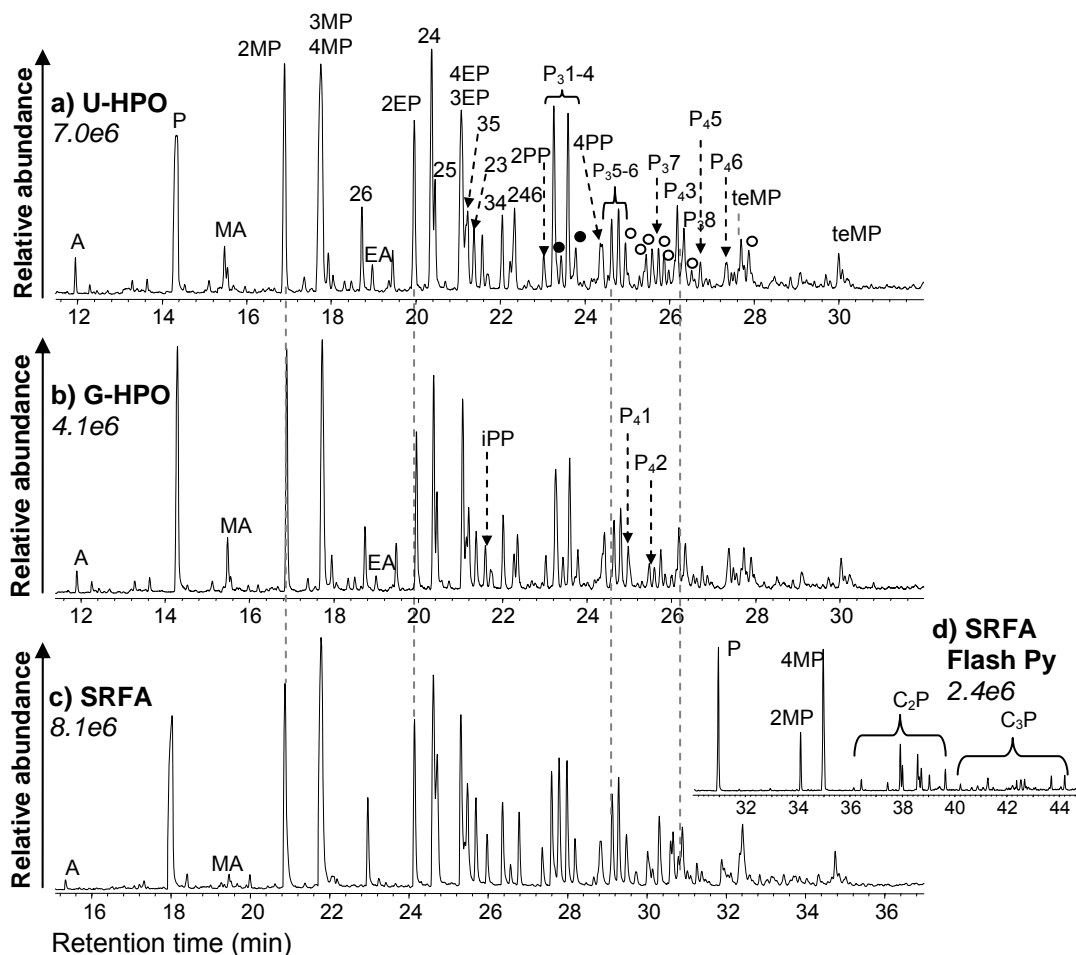 Relative abundance
a) U-HPO
7.0e6
A
P
MA
2MP
3MP
4MP
26
EA
2EP
24
25
4EP
3EP
35
23
34
246
2PP
P₃1-4
4PP
P₃5-6
P₃7
P₄3
P₃8
P₄5
P₄6
teMP
teMP
12 14 16 18 20 22 24 26 28 30
Relative abundance
b) G-HPO
4.1e6
A
MA
EA
iPP
P₄1
P₄2
12 14 16 18 20 22 24 26 28 30
Relative abundance
c) SRFA
8.1e6
A
MA
16 18 20 22 24 26 28 30 32 34 36
Retention time (min)
d) SRFA
Flash Py
2.4e6
P
2MP
4MP
C₂P
C₃P
32 34 36 38 40 42 44